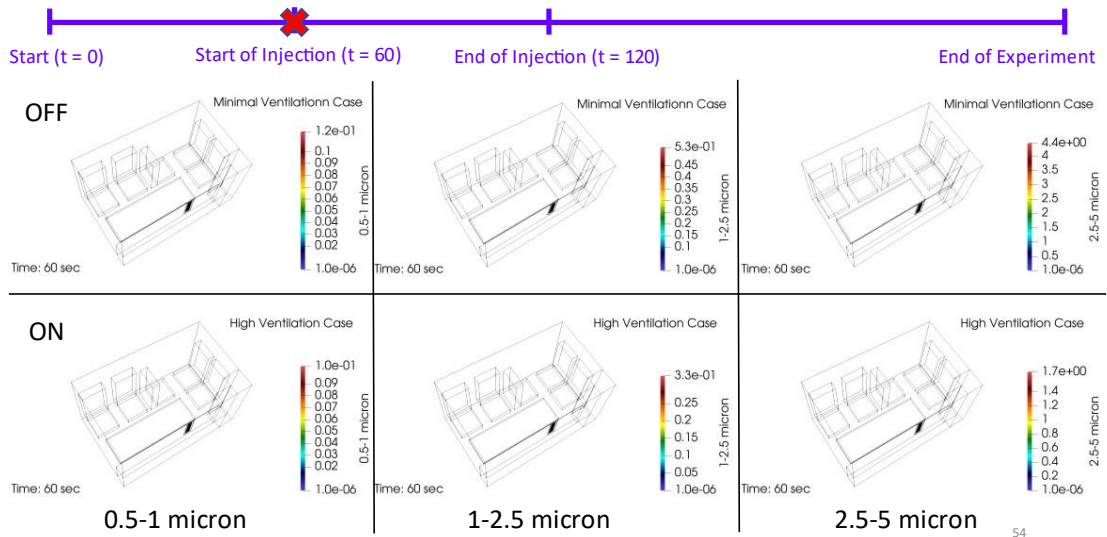 Start (t = 0)
Start of Injection (t = 60)
End of Injection (t = 120)
End of Experiment
OFF
Minimal Ventilationn Case
1.2e-01
0.1
0.09
0.08
0.07
0.06
0.05
0.04
0.03
0.02
1.0e-06
0.5-1 micron
Time: 60 sec
Minimal Ventilationn Case
5.3e-01
0.45
0.4
0.35
0.3
0.25
0.2
0.15
0.1
1.0e-06
1-2.5 micron
Time: 60 sec
Minimal Ventilationn Case
4.4e+00
4
3.5
3
2.5
2
1.5
1
0.5
1.0e-06
2.5-5 micron
Time: 60 sec
ON
High Ventilation Case
1.0e-01
0.09
0.08
0.07
0.06
0.05
0.04
0.03
0.02
1.0e-06
0.5-1 micron
Time: 60 sec
High Ventilation Case
3.3e-01
0.25
0.2
0.15
0.1
0.05
1.0e-06
1-2.5 micron
Time: 60 sec
High Ventilation Case
1.7e+00
1.4
1.2
1
0.8
0.6
0.4
0.2
1.0e-06
2.5-5 micron
Time: 60 sec
0.5-1 micron
1-2.5 micron
2.5-5 micron
54